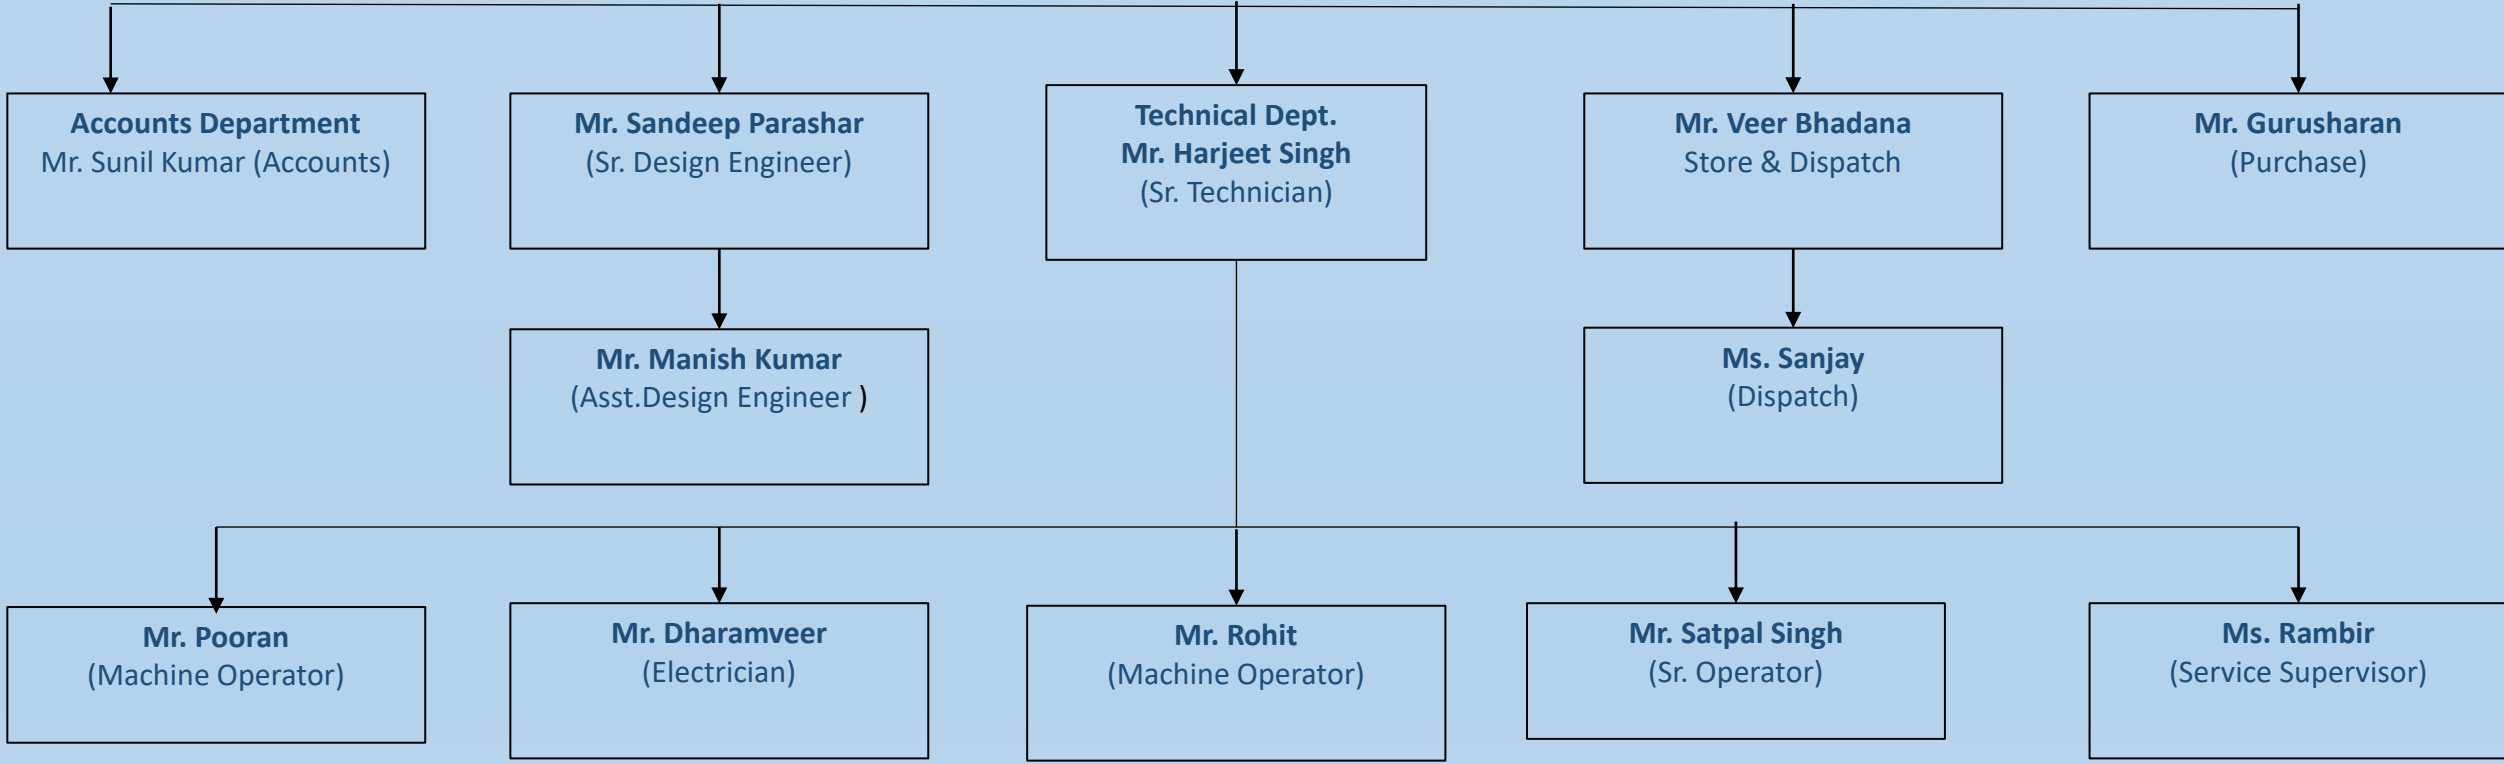 Accounts Department
Mr. Sunil Kumar (Accounts)
Mr. Sandeep Parashar
(Sr. Design Engineer)
Technical Dept.
Mr. Harjeet Singh
(Sr. Technician)
Mr. Veer Bhadana
Store & Dispatch
Mr. Gurusharan
(Purchase)
Mr. Manish Kumar
(Asst.Design Engineer )
Ms. Sanjay
(Dispatch)
Mr. Pooran
(Machine Operator)
Mr. Dharamveer
(Electrician)
Mr. Rohit
(Machine Operator)
Mr. Satpal Singh
(Sr. Operator)
Ms. Rambir
(Service Supervisor)